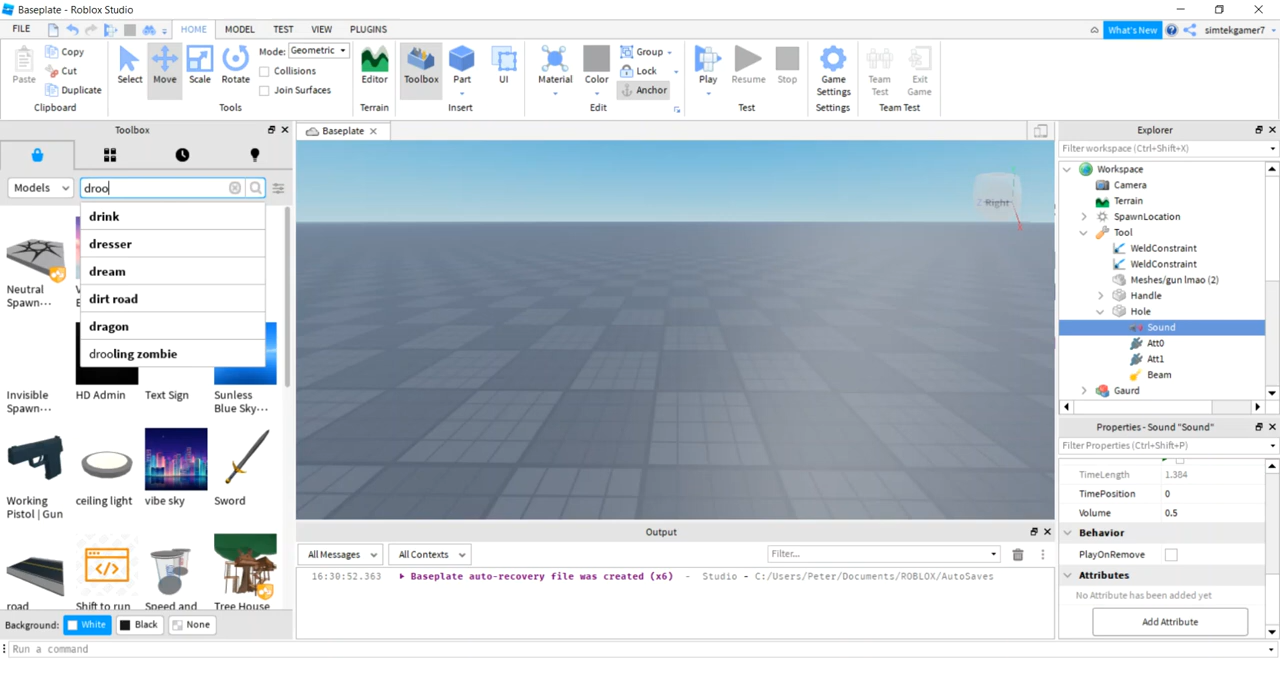 Baseplate - Roblox Studio
FILE HOME MODEL TEST VIEW PLUGINS What's New simtekgamer7
Paste Copy Cut Duplicate Clipboard
Select Move Scale Rotate Mode: Geometric Collisions Join Surfaces Tools
Editor Terrain
Toolbox Part UI Insert
Material Color Group Lock Anchor Edit
Play Resume Stop Test
Game Settings Settings
Team Test Exit Game Team Test
Toolbox
Models droo
drink
dresser
dream
dirt road
dragon
drooling zombie
Neutral Spawn···
Invisible Spawn···
HD Admin
Text Sign
Sunless Blue Sky···
Working Pistol | Gun
ceiling light
vibe sky
Sword
road
Shift to run
Speed and
Tree House
Background: White Black None
Run a command
Baseplate
Right
Output
All Messages All Contexts Filter...
16:30:52.363 Baseplate auto-recovery file was created (x6) - Studio - C:/Users/Peter/Documents/ROBLOX/AutoSaves
Explorer
Filter workspace (Ctrl+Shift+X)
Workspace
Camera
Terrain
SpawnLocation
Tool
WeldConstraint
WeldConstraint
Meshes/gun lmao (2)
Handle
Hole
Sound
Att0
Att1
Beam
Gaurd
Properties - Sound "Sound"
Filter Properties (Ctrl+Shift+P)
TimeLength 1.384
TimePosition 0
Volume 0.5
Behavior
PlayOnRemove
Attributes
No Attribute has been added yet
Add Attribute